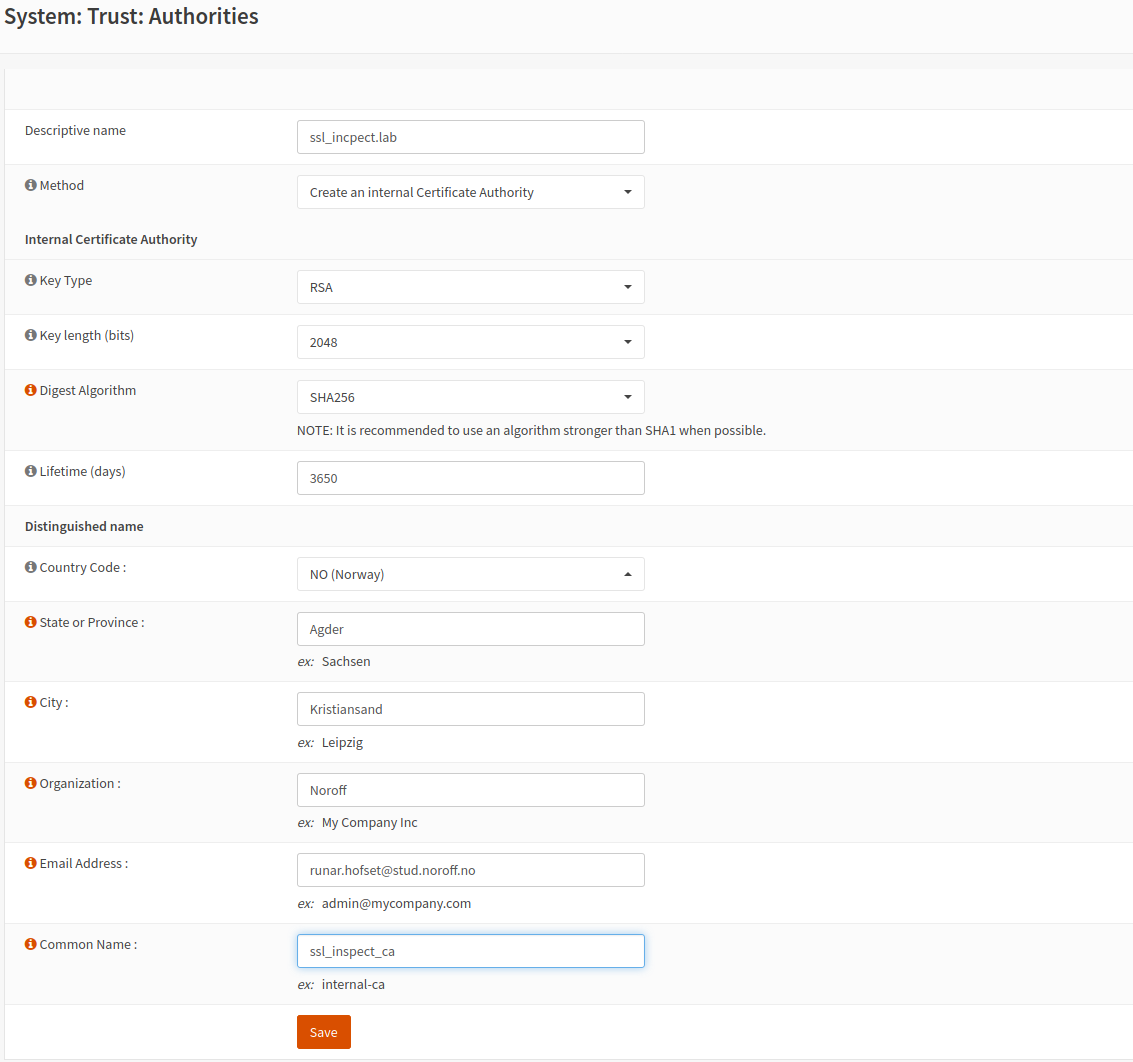 System: Trust: Authorities
Descriptive name
ssl_incpect.lab
Method
Create an internal Certificate Authority
Internal Certificate Authority
Key Type
RSA
Key length (bits)
2048
Digest Algorithm
SHA256
NOTE: It is recommended to use an algorithm stronger than SHA1 when possible.
Lifetime (days)
3650
Distinguished name
Country Code :
NO (Norway)
State or Province :
Agder
ex: Sachsen
City :
Kristiansand
ex: Leipzig
Organization :
Noroff
ex: My Company Inc
Email Address :
runar.hofset@stud.noroff.no
ex: admin@mycompany.com
Common Name :
ssl_inspect_ca
ex: internal-ca
Save